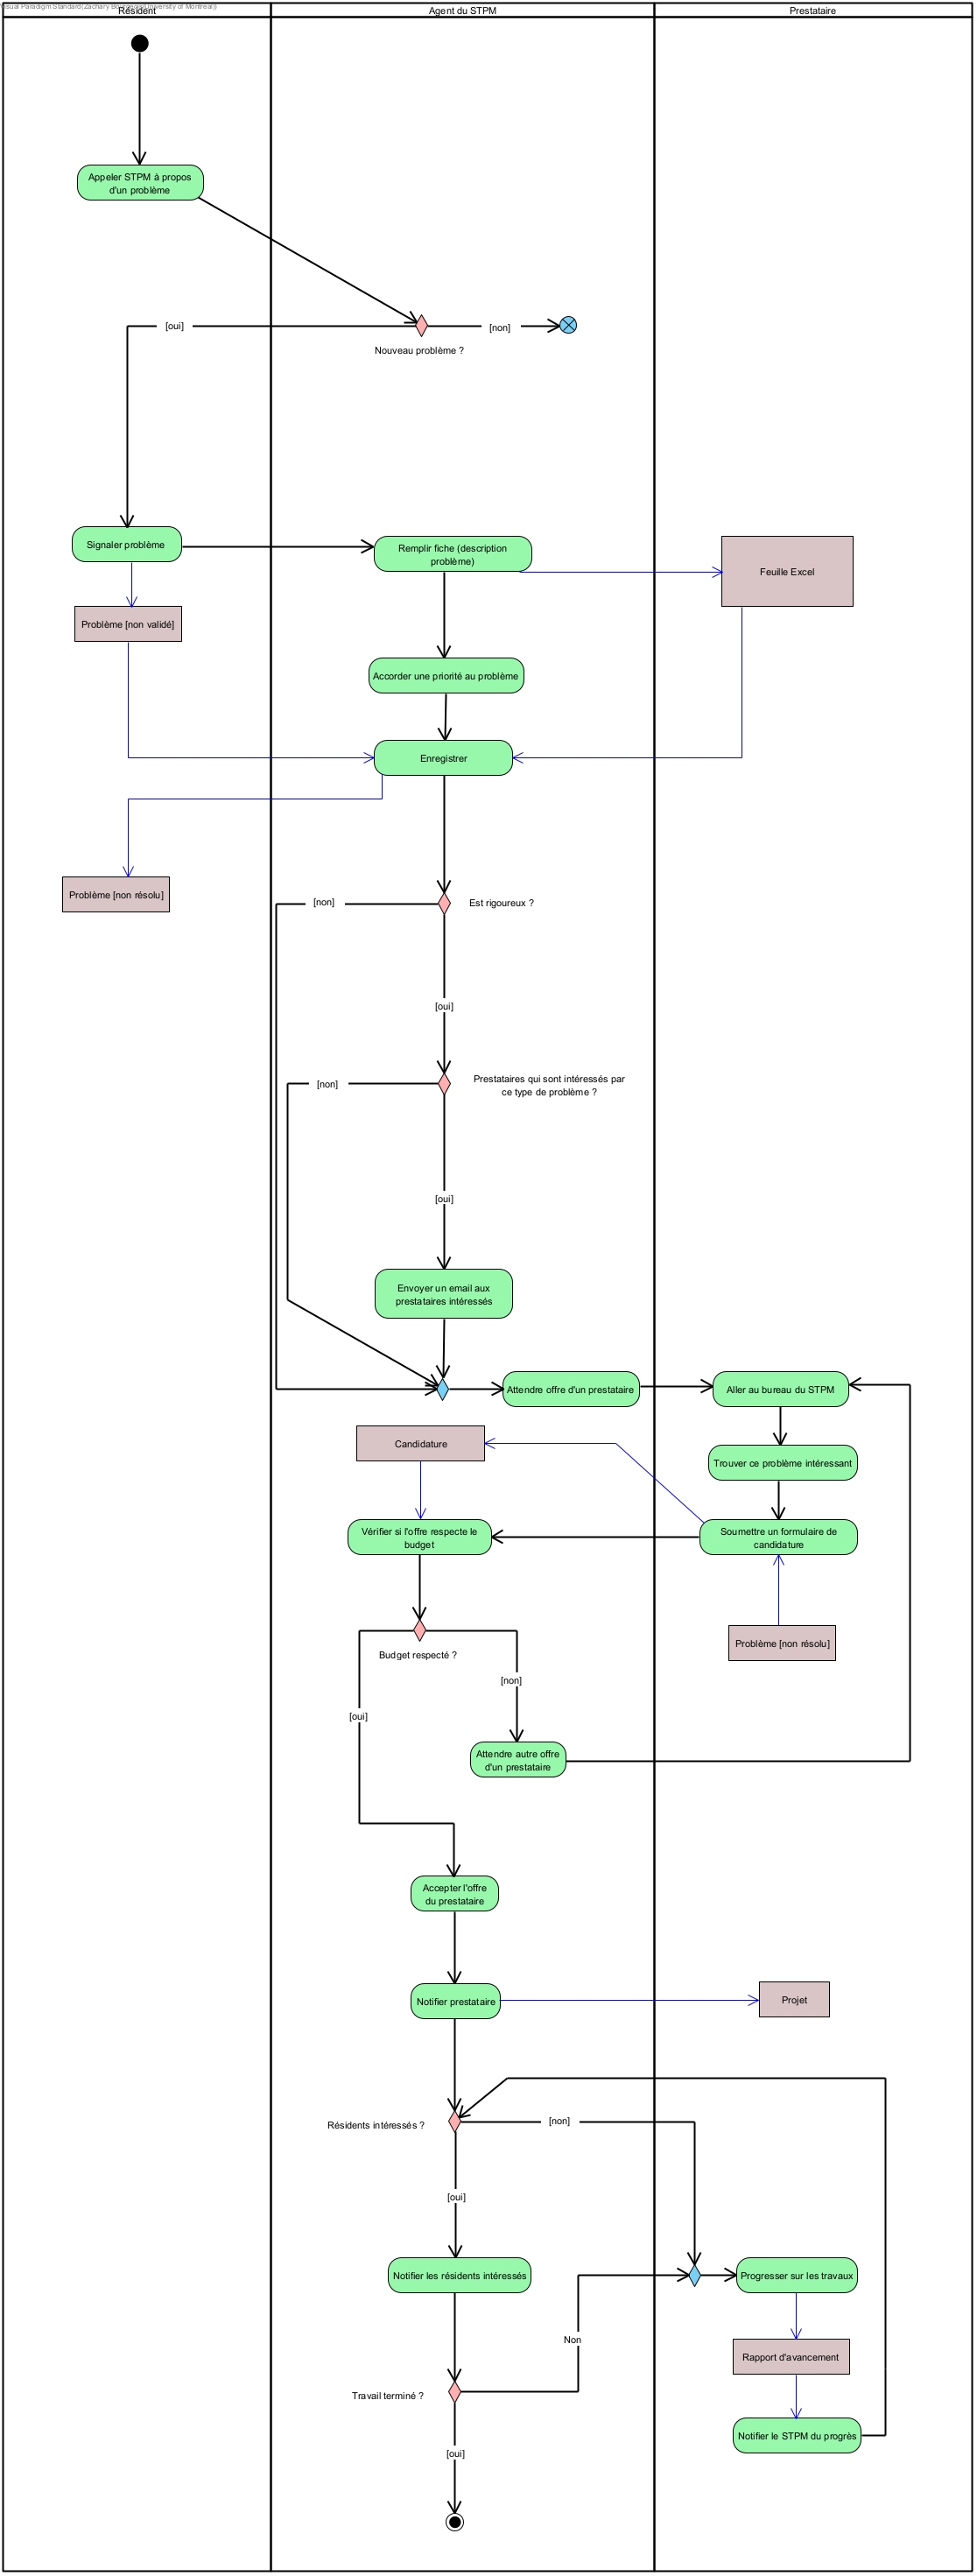 Visual Paradigm Standard(Zachary
University of Montreal))
Résident
Agent du STPM
Prestataire
Appeler STPM à propos
d'un problème
[oui]
[non]
Nouveau problème ?
Signaler problème
Remplir fiche (description
problème)
Feuille Excel
Problème [non validé]
Accorder une priorité au problème
Enregistrer
Problème [non résolu]
[non]
Est rigoureux ?
[oui]
[non]
Prestataires qui sont intéressés par
ce type de problème ?
[oui]
Envoyer un email aux
prestataires intéressés
Attendre offre d'un prestataire
Aller au bureau du STPM
Candidature
Trouver ce problème intéressant
Vérifier si l'offre respecte le
budget
Soumettre un formulaire de
candidature
Problème [non résolu]
Budget respecté ?
[non]
[oui]
Attendre autre offre
d'un prestataire
Accepter l'offre
du prestataire
Notifier prestataire
Projet
Résidents intéressés ?
[non]
[oui]
Notifier les résidents intéressés
Progresser sur les travaux
Non
Rapport d'avancement
Travail terminé ?
Notifier le STPM du progrès
[oui]